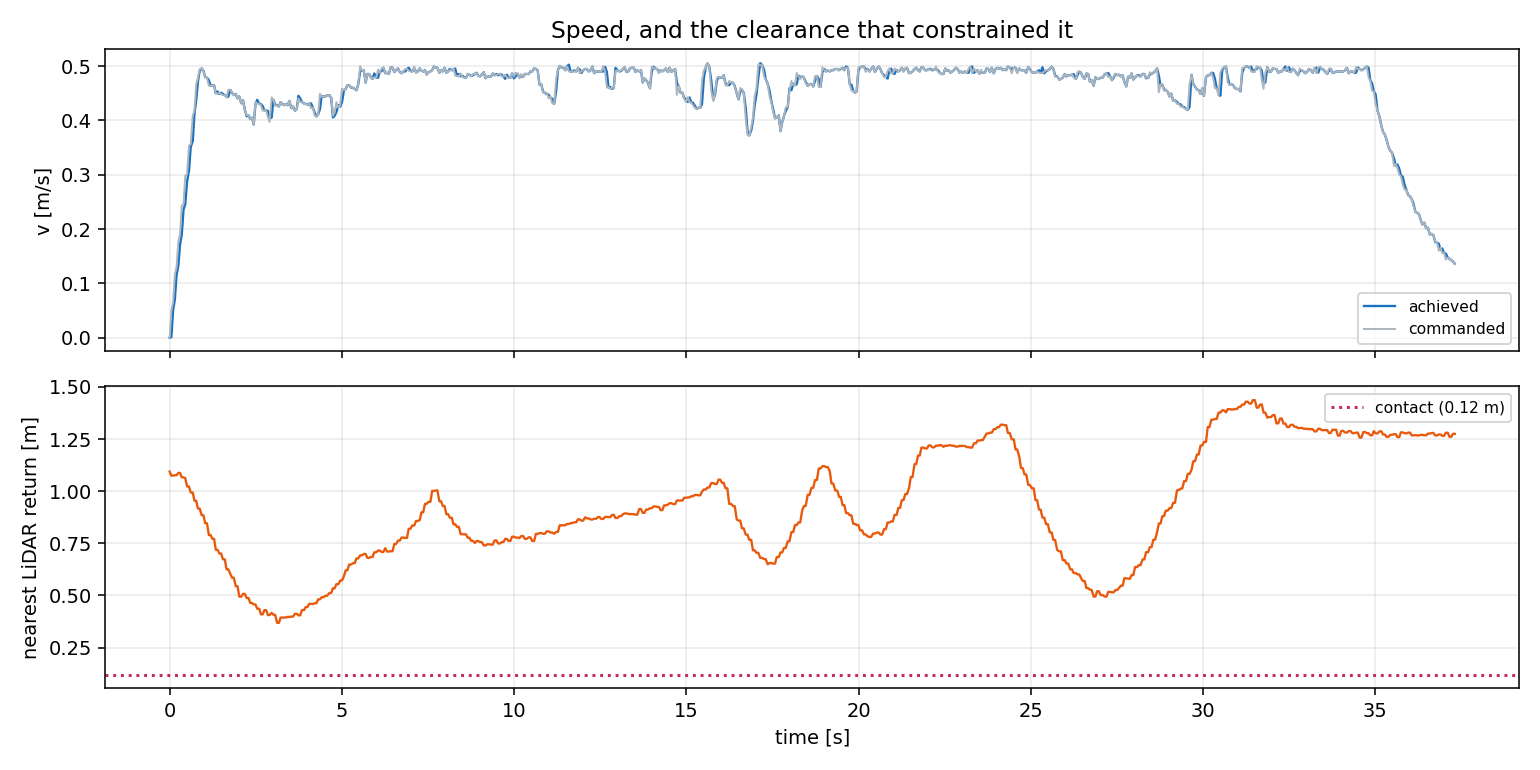 Speed, and the clearance that constrained it
v [m/s]
0.5
0.4
0.3
0.2
0.1
0.0
achieved
commanded
nearest LiDAR return [m]
1.50
1.25
1.00
0.75
0.50
0.25
contact (0.12 m)
0 5 10 15 20 25 30 35
time [s]